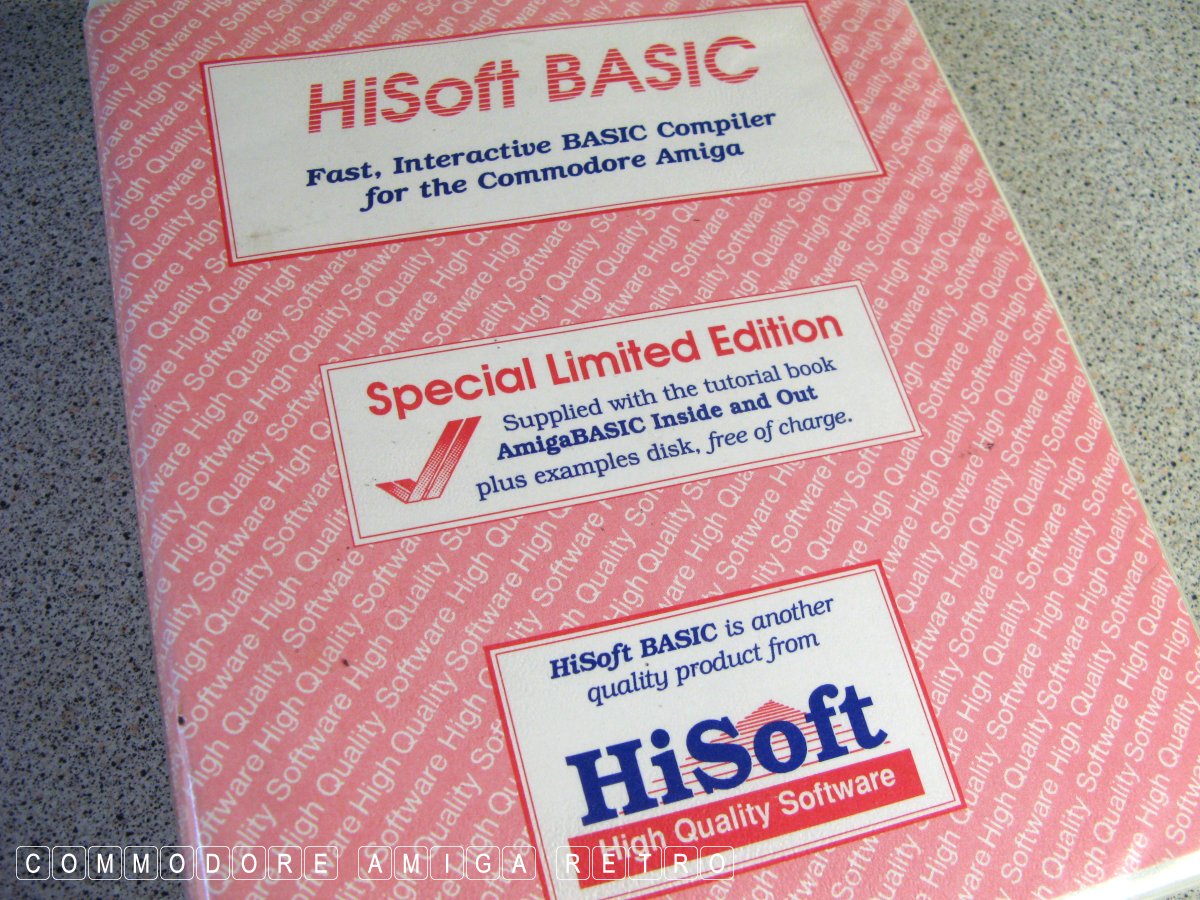 HiSoft BASIC
Fast, Interactive BASIC Compiler
for the Commodore Amiga
Special Limited Edition
Supplied with the tutorial book
AmigaBASIC Inside and Out
plus examples disk, free of charge.
HiSoft BASIC is another
quality product from
HiSoft
High Quality Software
COMMODORE AMIGA RETRO